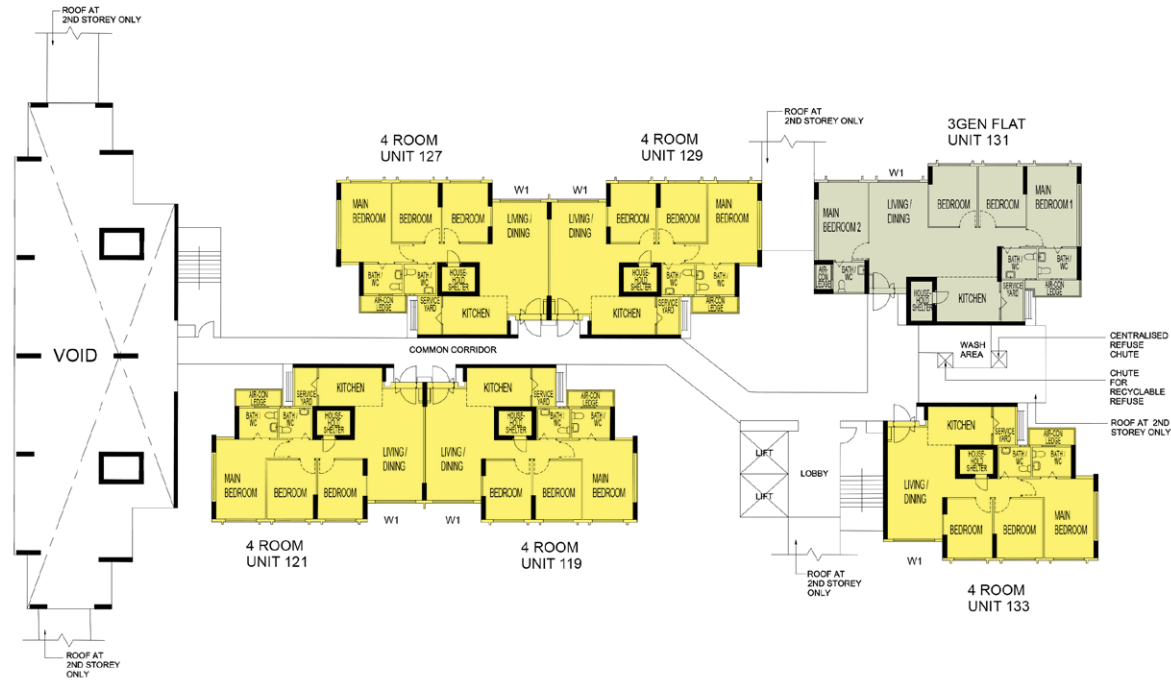 ROOF AT
2ND STOREY ONLY
4 ROOM
UNIT 127
4 ROOM
UNIT 129
ROOF AT
2ND STOREY ONLY
3GEN FLAT
UNIT 131
W1
W1
W1
MAIN
BEDROOM
BEDROOM
BEDROOM
LIVING /
DINING
LIVING /
DINING
BEDROOM
BEDROOM
MAIN
BEDROOM
MAIN
BEDROOM 2
LIVING /
DINING
BEDROOM
BEDROOM
MAIN
BEDROOM 1
BATH /
WC
BATH /
WC
HOUSE-
HOLD
SHELTER
HOUSE-
HOLD
SHELTER
BATH /
WC
BATH /
WC
AIR-
CON
LEDGE
BATH /
WC
BATH /
WC
BATH /
WC
AIR-CON
LEDGE
SERVICE
YARD
KITCHEN
KITCHEN
SERVICE
YARD
AIR-CON
LEDGE
HOUSE-
HOLD
SHELTER
KITCHEN
SERVICE
YARD
AIR-CON
LEDGE
VOID
COMMON CORRIDOR
WASH
AREA
CENTRALISED
REFUSE
CHUTE
CHUTE
FOR
RECYCLABLE
REFUSE
ROOF AT 2ND
STOREY ONLY
AIR-CON
LEDGE
SERVICE
YARD
KITCHEN
KITCHEN
SERVICE
YARD
AIR-CON
LEDGE
BATH /
WC
BATH /
WC
HOUSE-
HOLD
SHELTER
HOUSE-
HOLD
SHELTER
BATH /
WC
BATH /
WC
MAIN
BEDROOM
BEDROOM
BEDROOM
LIVING /
DINING
LIVING /
DINING
BEDROOM
BEDROOM
MAIN
BEDROOM
W1
W1
4 ROOM
UNIT 121
4 ROOM
UNIT 119
LIFT
LIFT
LOBBY
KITCHEN
SERVICE
YARD
AIR-CON
LEDGE
HOUSE-
HOLD
SHELTER
BATH /
WC
BATH /
WC
LIVING /
DINING
BEDROOM
BEDROOM
MAIN
BEDROOM
W1
ROOF AT
2ND STOREY
ONLY
4 ROOM
UNIT 133
ROOF AT
2ND STOREY
ONLY